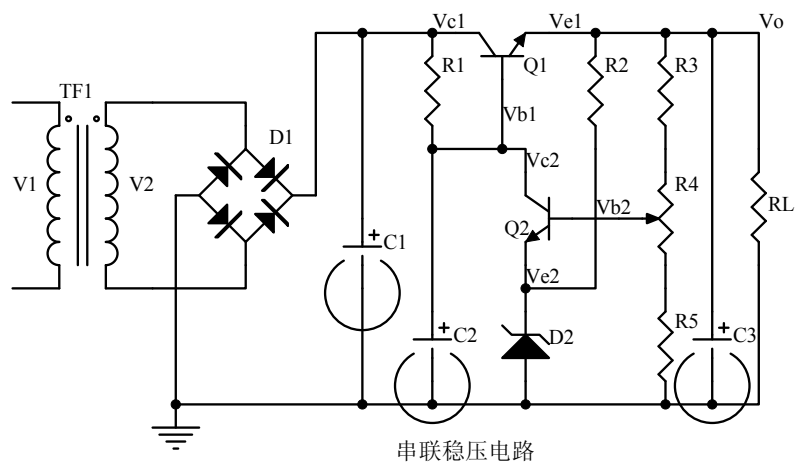 Vc1
Ve1
Vo
R1
Q1
R2
R3
TF1
Vb1
D1
Vc2
V1
V2
R4
RL
Vb2
Q2
C1
Ve2
R5
C2
D2
C3
串联稳压电路